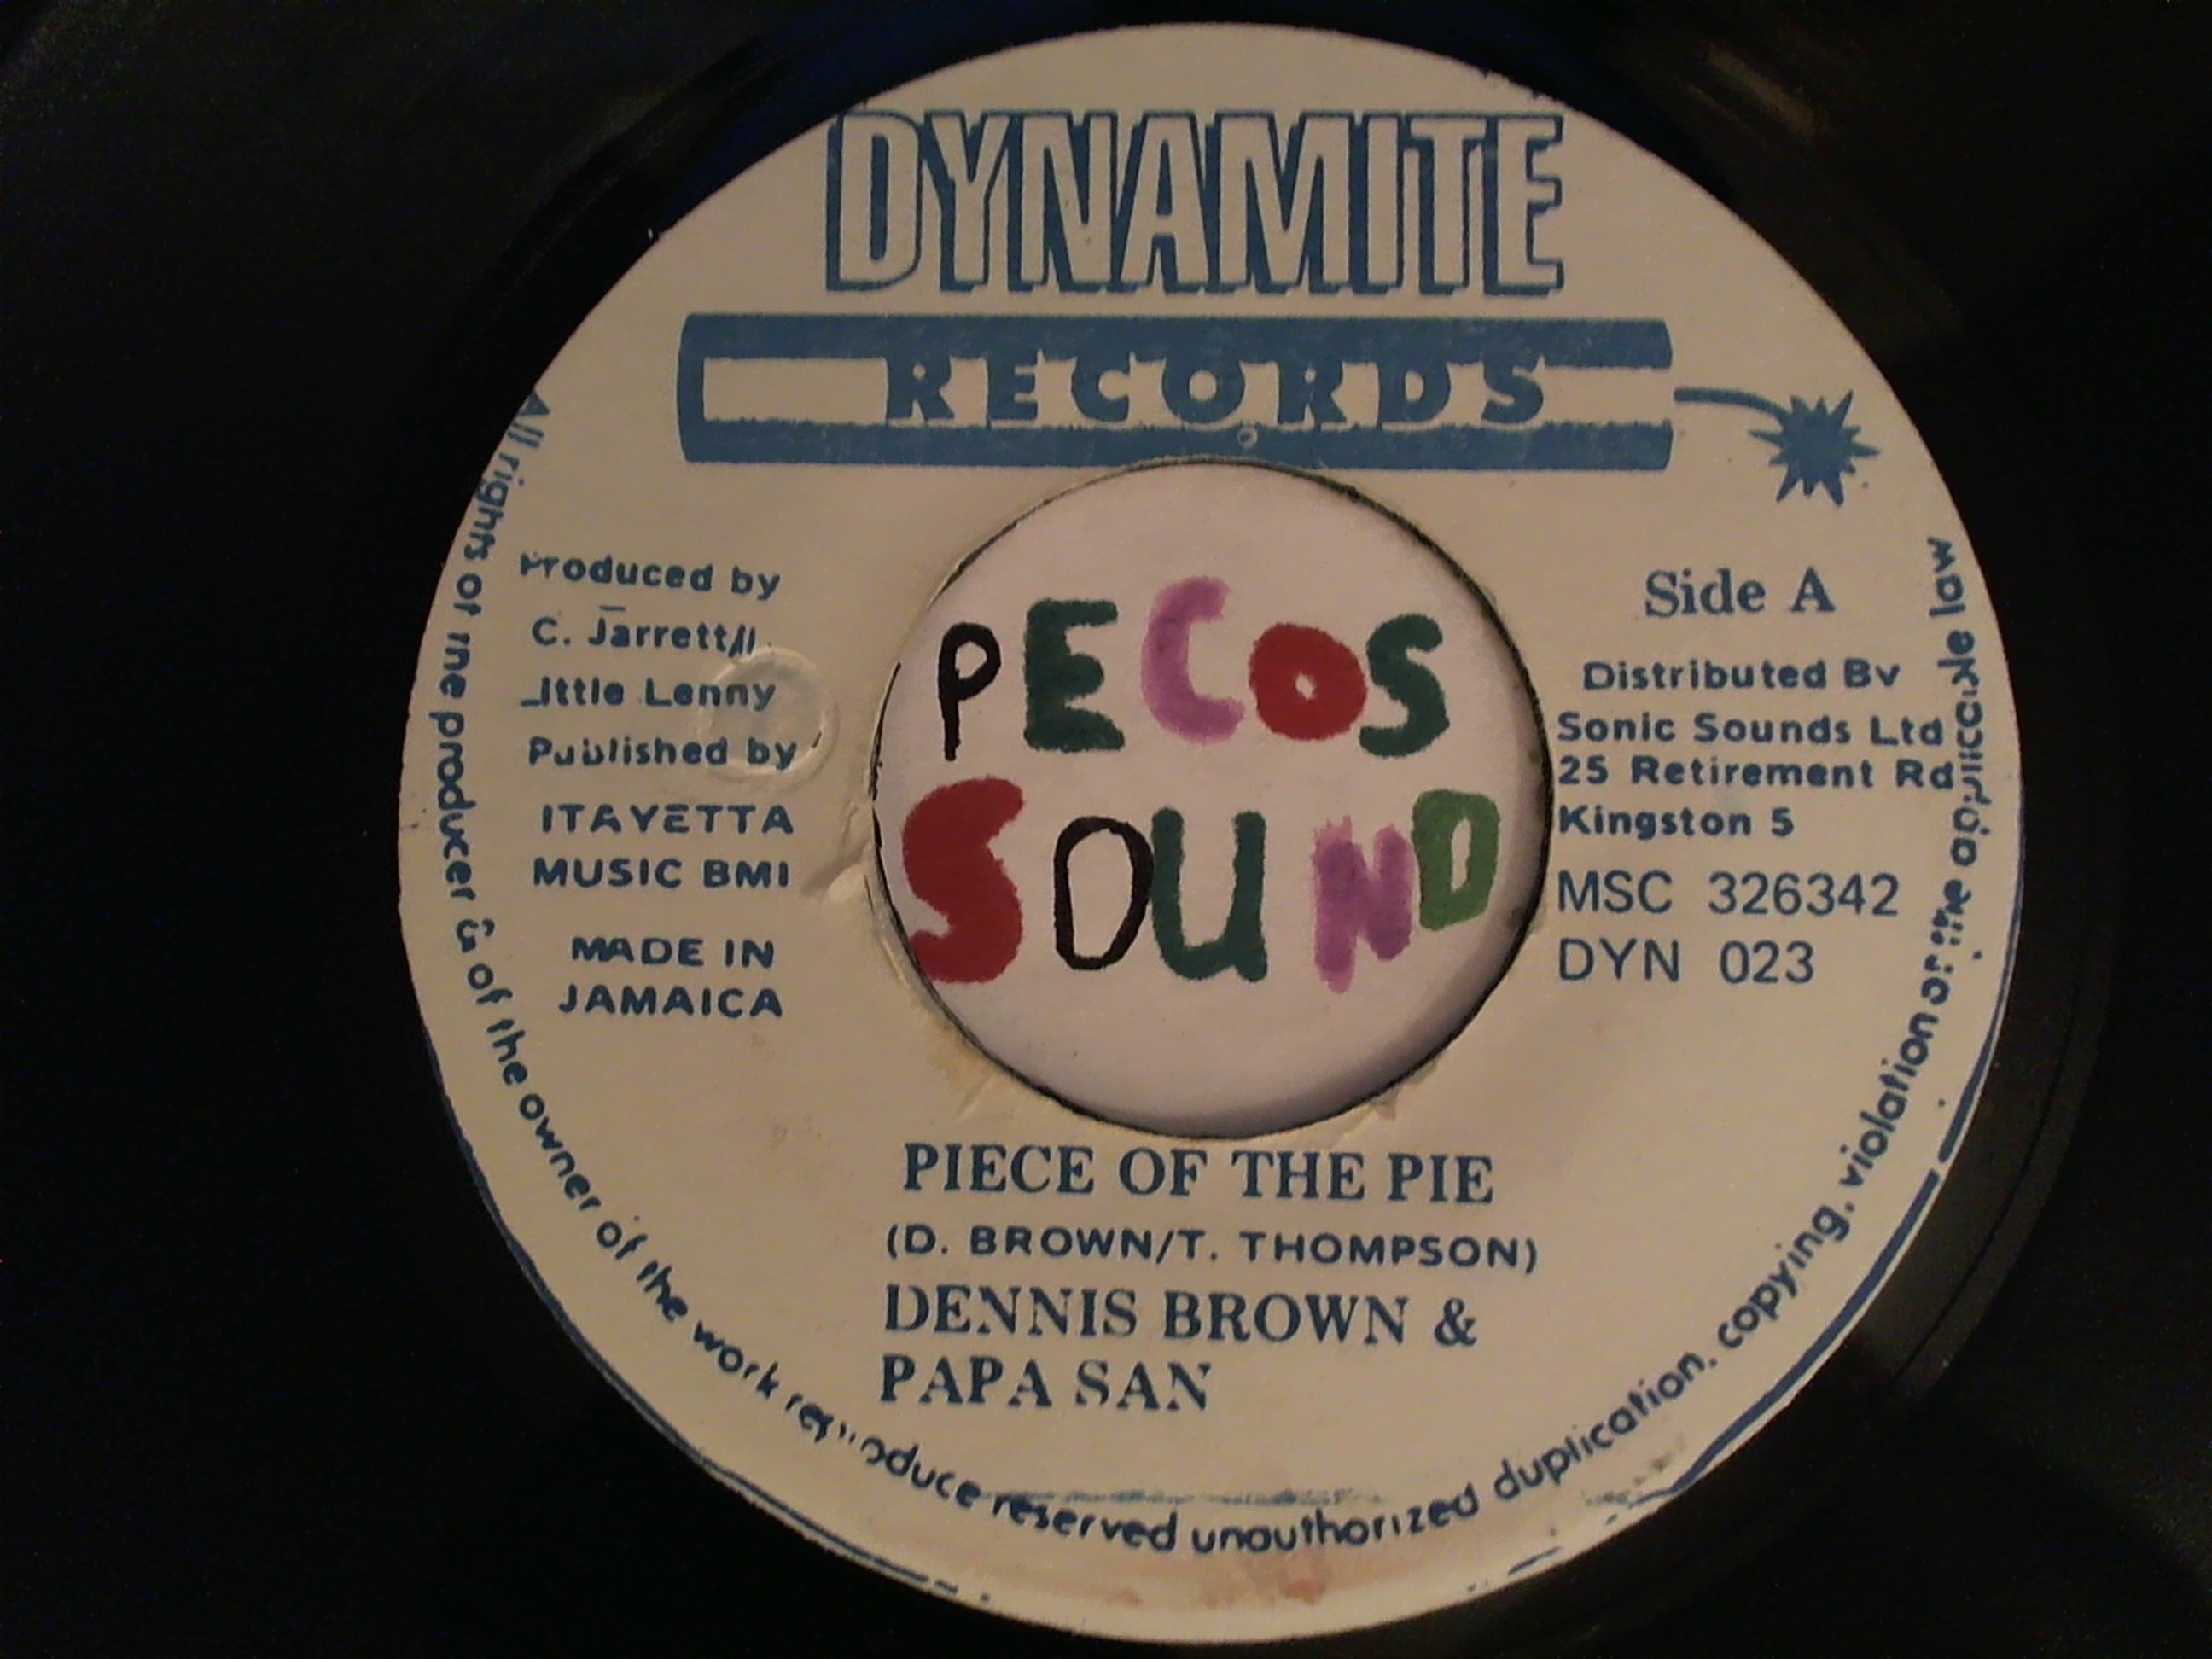 DYNAMITE
RECORDS
Produced by
C. Jarrett/
ittle Lenny
Published by
ITAYETTA
MUSIC BMI
MADE IN
JAMAICA
PECOS
SOUND
Side A
Distributed By
Sonic Sounds Ltd
25 Retirement Rd
Kingston 5
MSC 326342
DYN 023
PIECE OF THE PIE
(D. BROWN/T. THOMPSON)
DENNIS BROWN &
PAPA SAN
All rights of the producer & of the owner of the work reproduce reserved unauthorized duplication. copying. violation of the applicable law